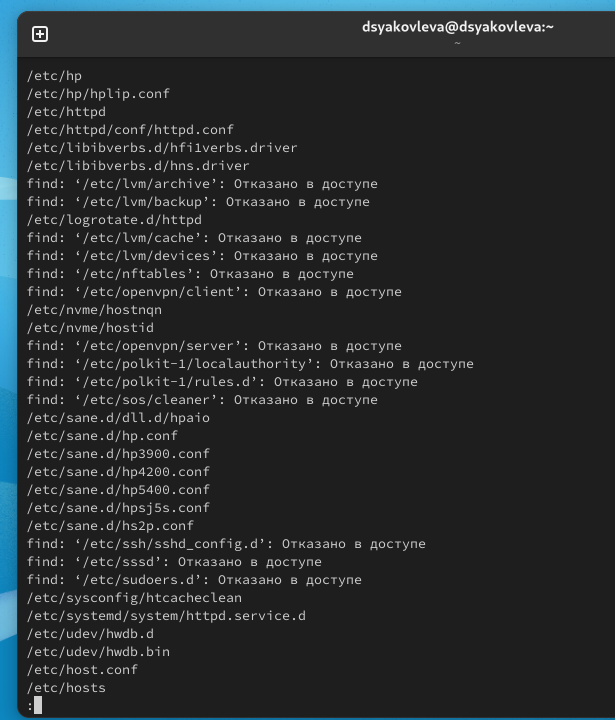 dsyakovleva@dsyakovleva:~
~
/etc/hp
/etc/hp/hplip.conf
/etc/httpd
/etc/httpd/conf/httpd.conf
/etc/libibverbs.d/hfi1verbs.driver
/etc/libibverbs.d/hns.driver
find: ‘/etc/lvm/archive’: Отказано в доступе
find: ‘/etc/lvm/backup’: Отказано в доступе
/etc/logrotate.d/httpd
find: ‘/etc/lvm/cache’: Отказано в доступе
find: ‘/etc/lvm/devices’: Отказано в доступе
find: ‘/etc/nftables’: Отказано в доступе
find: ‘/etc/openvpn/client’: Отказано в доступе
/etc/nvme/hostnqn
/etc/nvme/hostid
find: ‘/etc/openvpn/server’: Отказано в доступе
find: ‘/etc/polkit-1/localauthority’: Отказано в доступе
find: ‘/etc/polkit-1/rules.d’: Отказано в доступе
find: ‘/etc/sos/cleaner’: Отказано в доступе
/etc/sane.d/dll.d/hpaio
/etc/sane.d/hp.conf
/etc/sane.d/hp3900.conf
/etc/sane.d/hp4200.conf
/etc/sane.d/hp5400.conf
/etc/sane.d/hpsj5s.conf
/etc/sane.d/hs2p.conf
find: ‘/etc/ssh/sshd_config.d’: Отказано в доступе
find: ‘/etc/sssd’: Отказано в доступе
find: ‘/etc/sudoers.d’: Отказано в доступе
/etc/sysconfig/htcacheclean
/etc/systemd/system/httpd.service.d
/etc/udev/hwdb.d
/etc/udev/hwdb.bin
/etc/host.conf
/etc/hosts
: